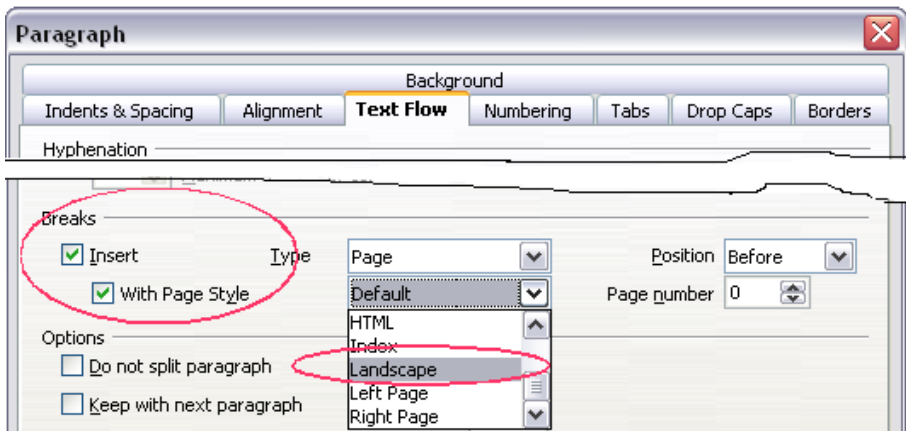 Paragraph
Background
Indents & Spacing Alignment Text Flow Numbering Tabs Drop Caps Borders
Hyphenation
Breaks
Insert Type Page Position Before
With Page Style Default Page number 0
HTML
Options Index
Do not split paragraph Landscape
Left Page
Keep with next paragraph Right Page